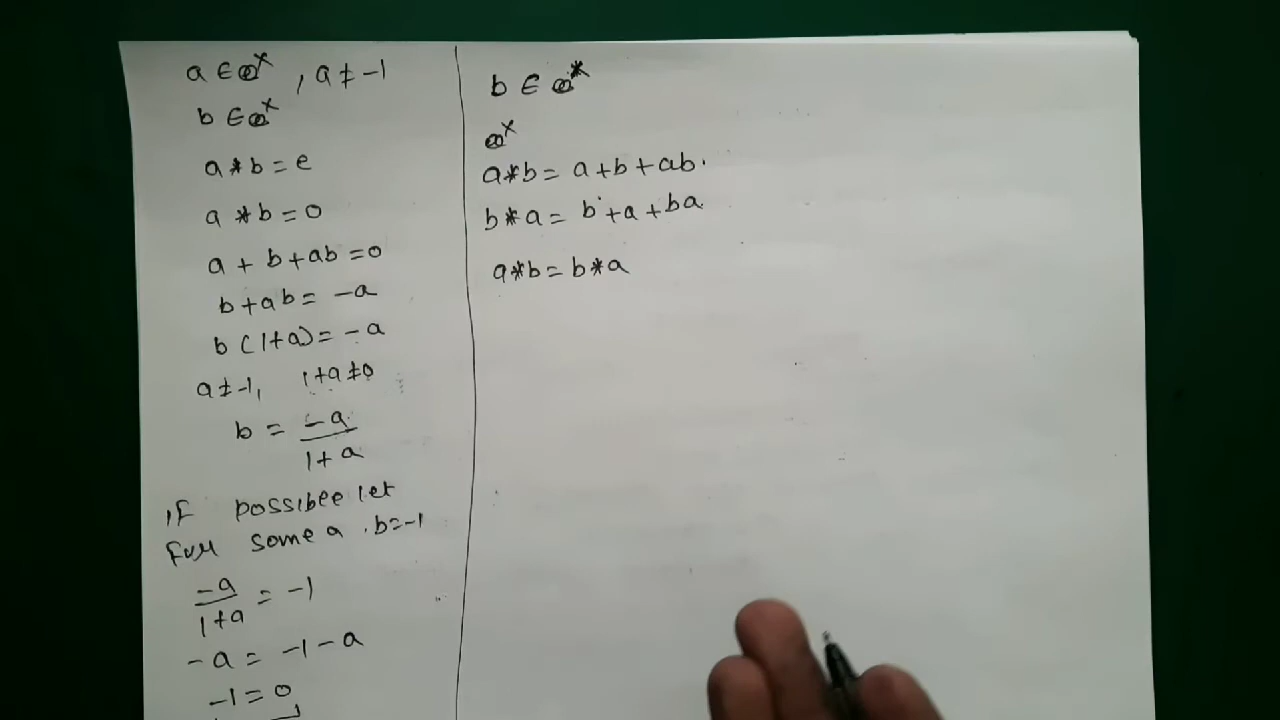 a ∈ Q^x , a ≠ -1
b ∈ Q^x
a * b = e
a * b = 0
a + b + ab = 0
b + ab = -a
b (1+a) = -a
a ≠ -1, 1+a ≠ 0
b = -a / 1+a
if possible let
for some a . b = -1
-a / 1+a = -1
-a = -1 - a
-1 = 0
b ∈ Q^*
Q^x
a * b = a + b + ab.
b * a = b + a + ba.
a * b = b * a